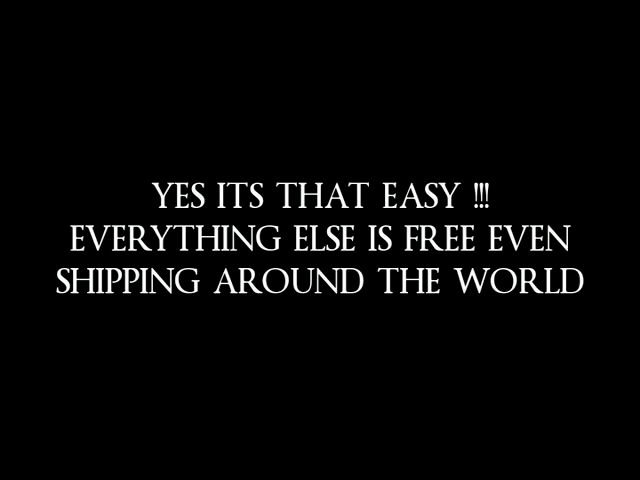 YES ITS THAT EASY !!!
EVERYTHING ELSE IS FREE EVEN
SHIPPING AROUND THE WORLD